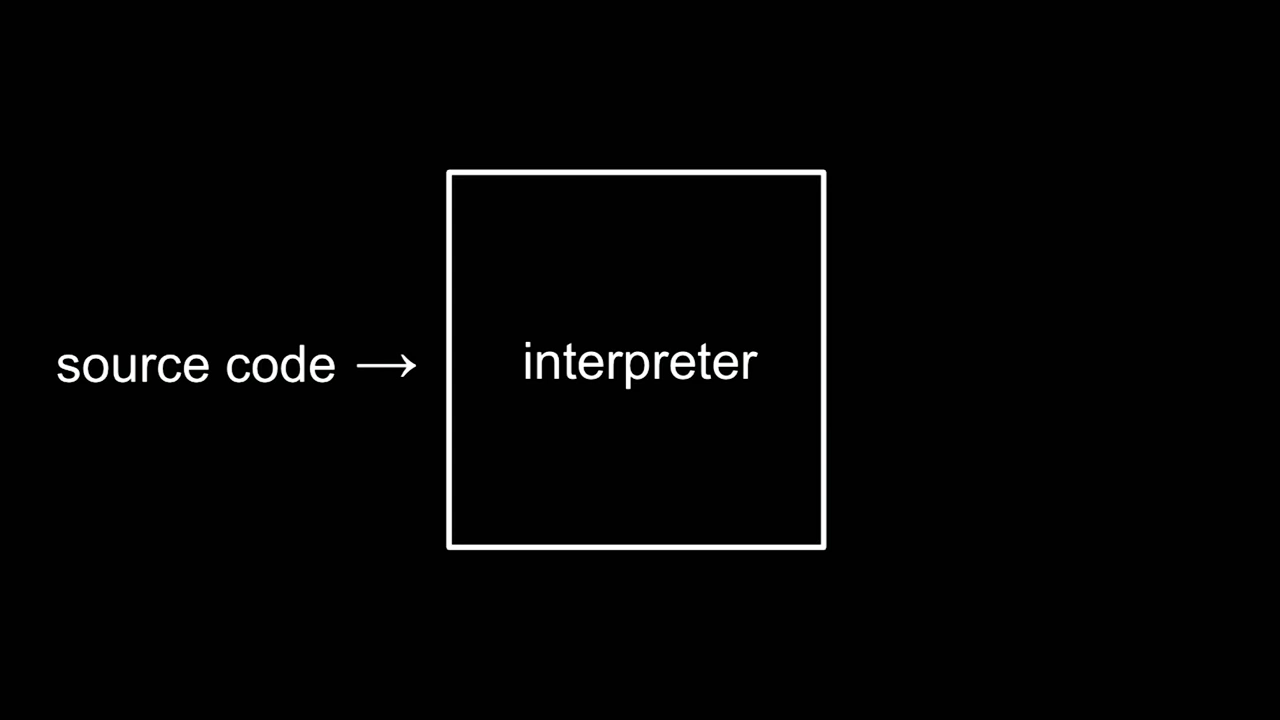 source code →
interpreter